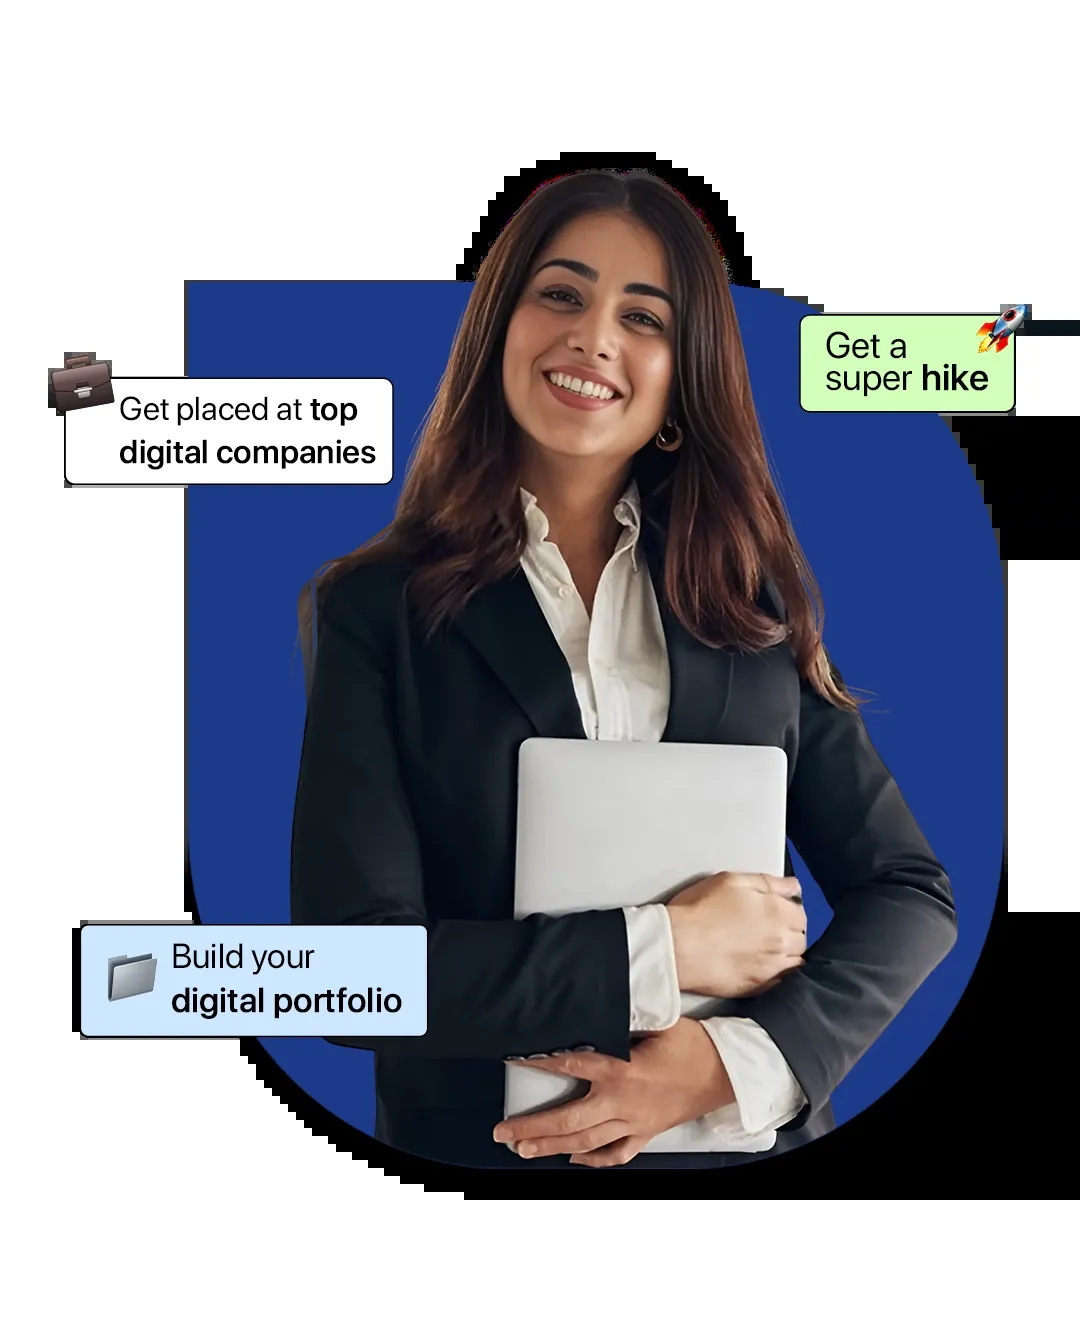 Get a
super hike
Get placed at top
digital companies
Build your
digital portfolio